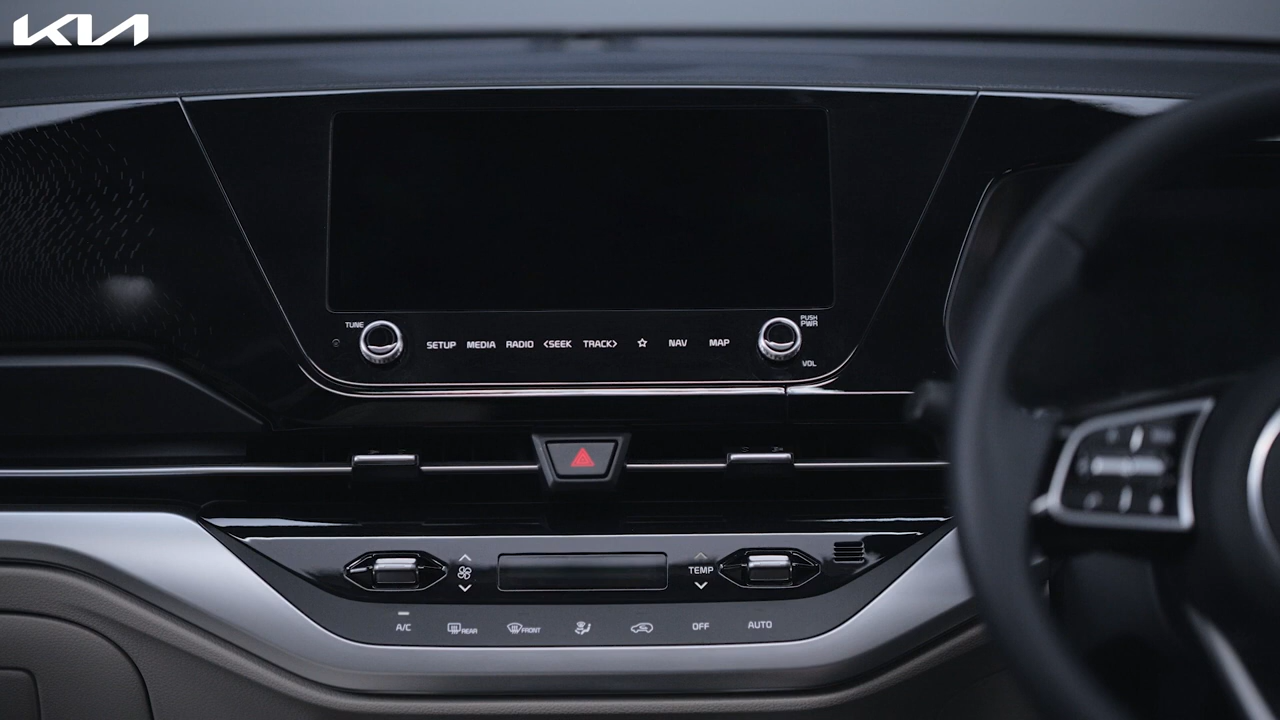 KIA
TUNE
PUSH
PWR
SETUP MEDIA RADIO <SEEK TRACK> ☆ NAV MAP
VOL
TEMP
A/C REAR FRONT OFF AUTO